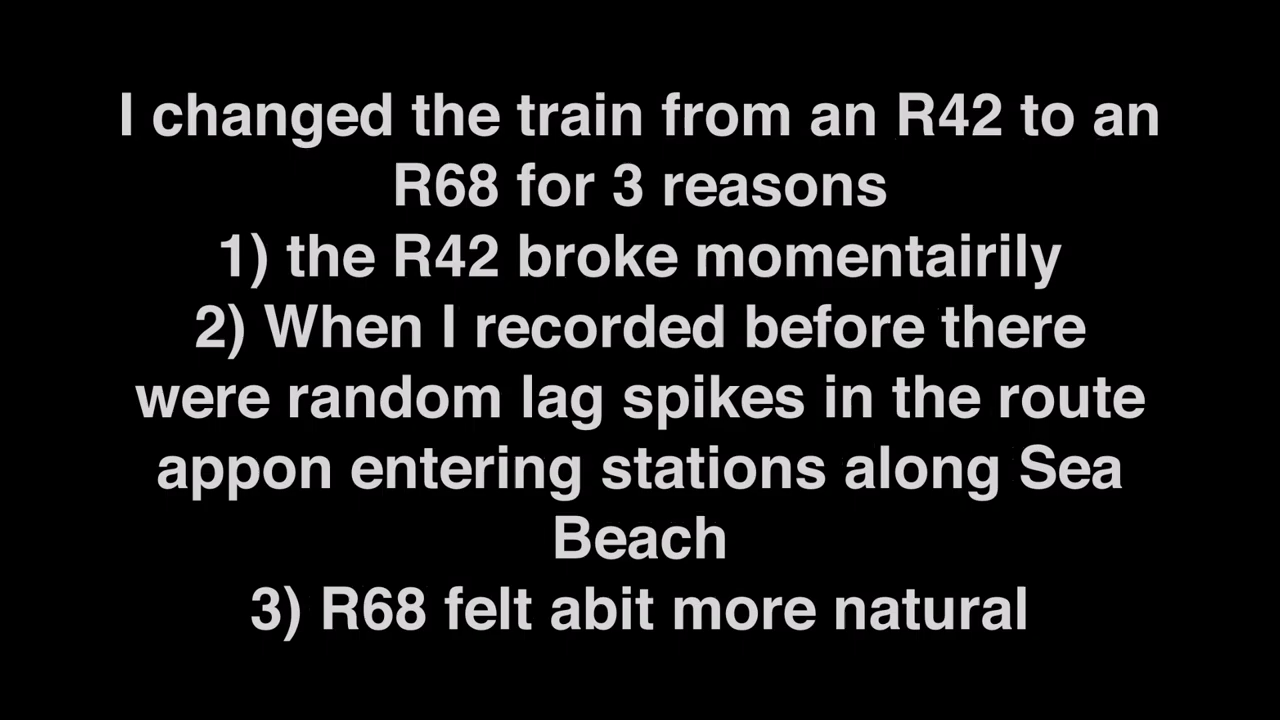 I changed the train from an R42 to an
R68 for 3 reasons
1) the R42 broke momentairily
2) When I recorded before there
were random lag spikes in the route
appon entering stations along Sea
Beach
3) R68 felt abit more natural